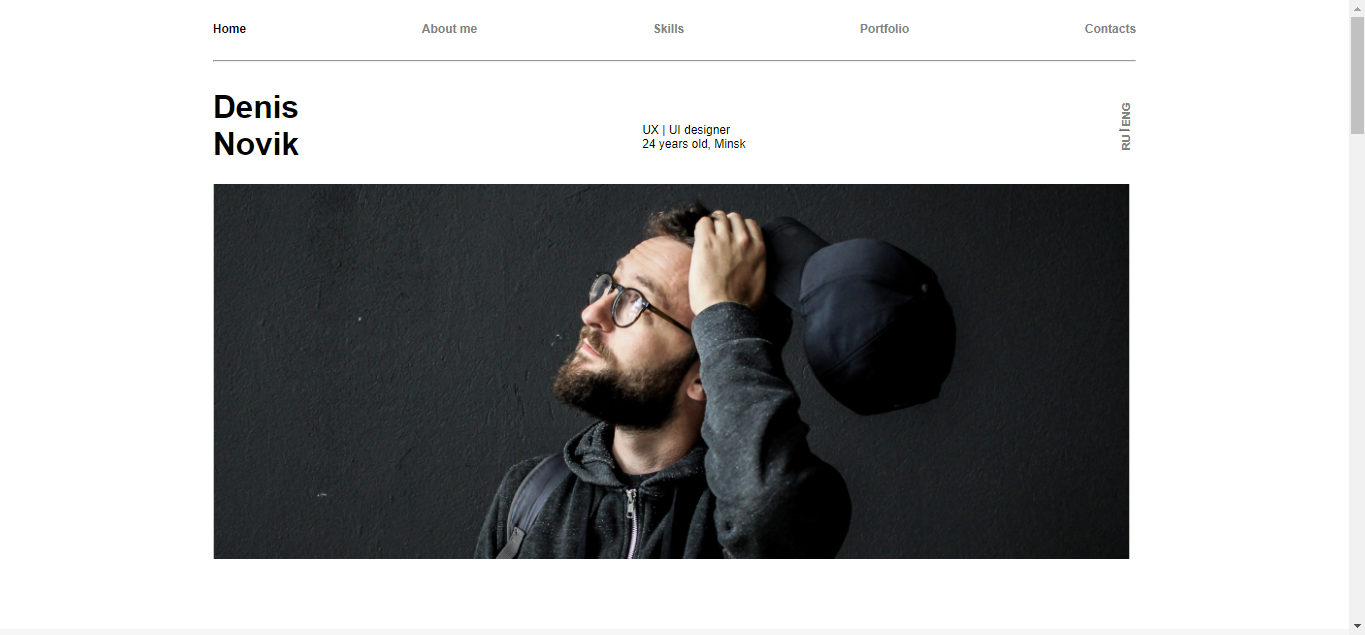 Home
About me
Skills
Portfolio
Contacts
Denis
Novik
UX | UI designer
24 years old, Minsk
RU | ENG